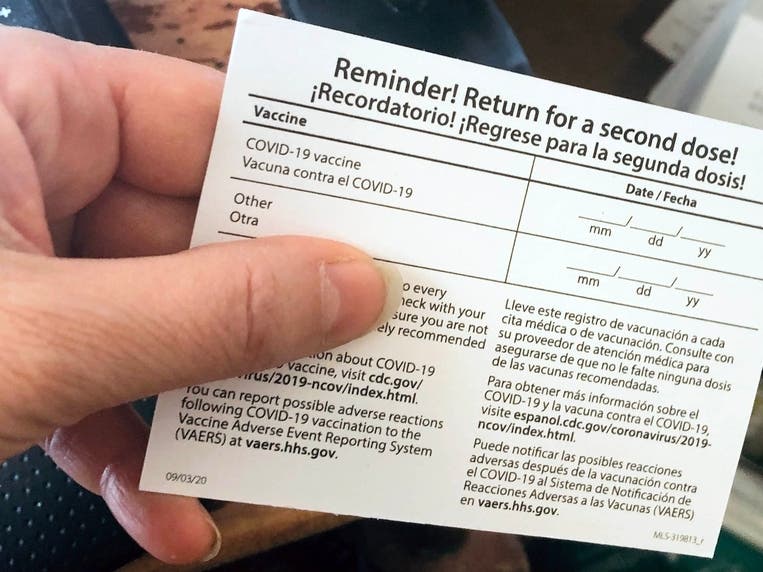 Reminder! Return for a second dose!
¡Recordatorio! ¡Regrese para la segunda dosis!
Vaccine
Date / Fecha
COVID-19 vaccine
Vacuna contra el COVID-19
mm dd yy
Other
Otra
mm dd yy
o every
heck with your
sure you are not
ely recommended
on about COVID-19
vaccine, visit cdc.gov/
virus/2019-ncov/index.html.
You can report possible adverse reactions
following COVID-19 vaccination to the
Vaccine Adverse Event Reporting System
(VAERS) at vaers.hhs.gov.
Lleve este registro de vacunación a cada
cita médica o de vacunación. Consulte con
su proveedor de atención médica para
asegurarse de que no le falte ninguna dosis
de las vacunas recomendadas.
Para obtener más información sobre el
COVID-19 y la vacuna contra el COVID-19,
visite espanol.cdc.gov/coronavirus/2019-
ncov/index.html.
Puede notificar las posibles reacciones
adversas después de la vacunación contra
el COVID-19 al Sistema de Notificación de
Reacciones Adversas a las Vacunas (VAERS)
en vaers.hhs.gov.
09/03/20
MLS-319813_r